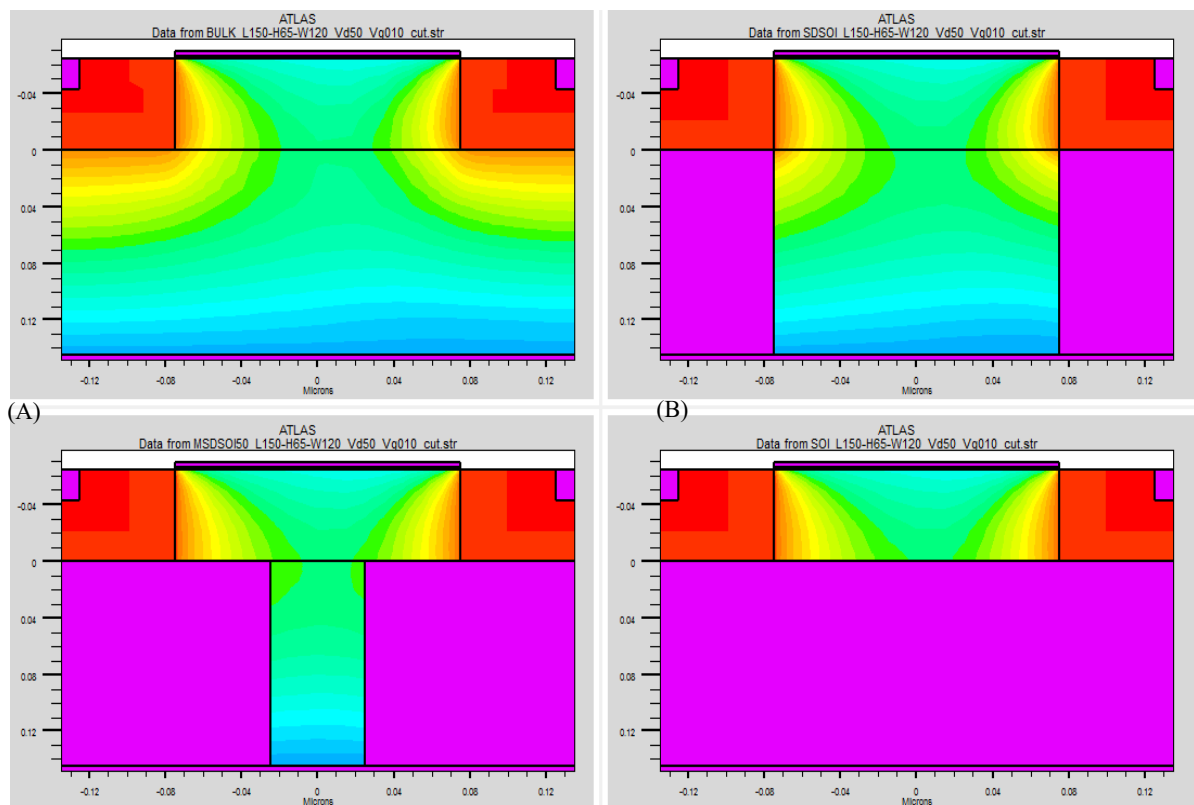 ATLAS
Data from BULK_L150-H65-W120_Vd50_Vg010_cut.str
-0.04
0
0.04
0.08
0.12
-0.12 -0.08 -0.04 0 0.04 0.08 0.12
Microns
ATLAS
Data from SDSOI_L150-H65-W120_Vd50_Vg010_cut.str
-0.04
0
0.04
0.08
0.12
-0.12 -0.08 -0.04 0 0.04 0.08 0.12
Microns
(A) (B)
ATLAS
Data from MSDSOI50_L150-H65-W120_Vd50_Vg010_cut.str
-0.04
0
0.04
0.08
0.12
-0.12 -0.08 -0.04 0 0.04 0.08 0.12
Microns
ATLAS
Data from SOI_L150-H65-W120_Vd50_Vg010_cut.str
-0.04
0
0.04
0.08
0.12
-0.12 -0.08 -0.04 0 0.04 0.08 0.12
Microns